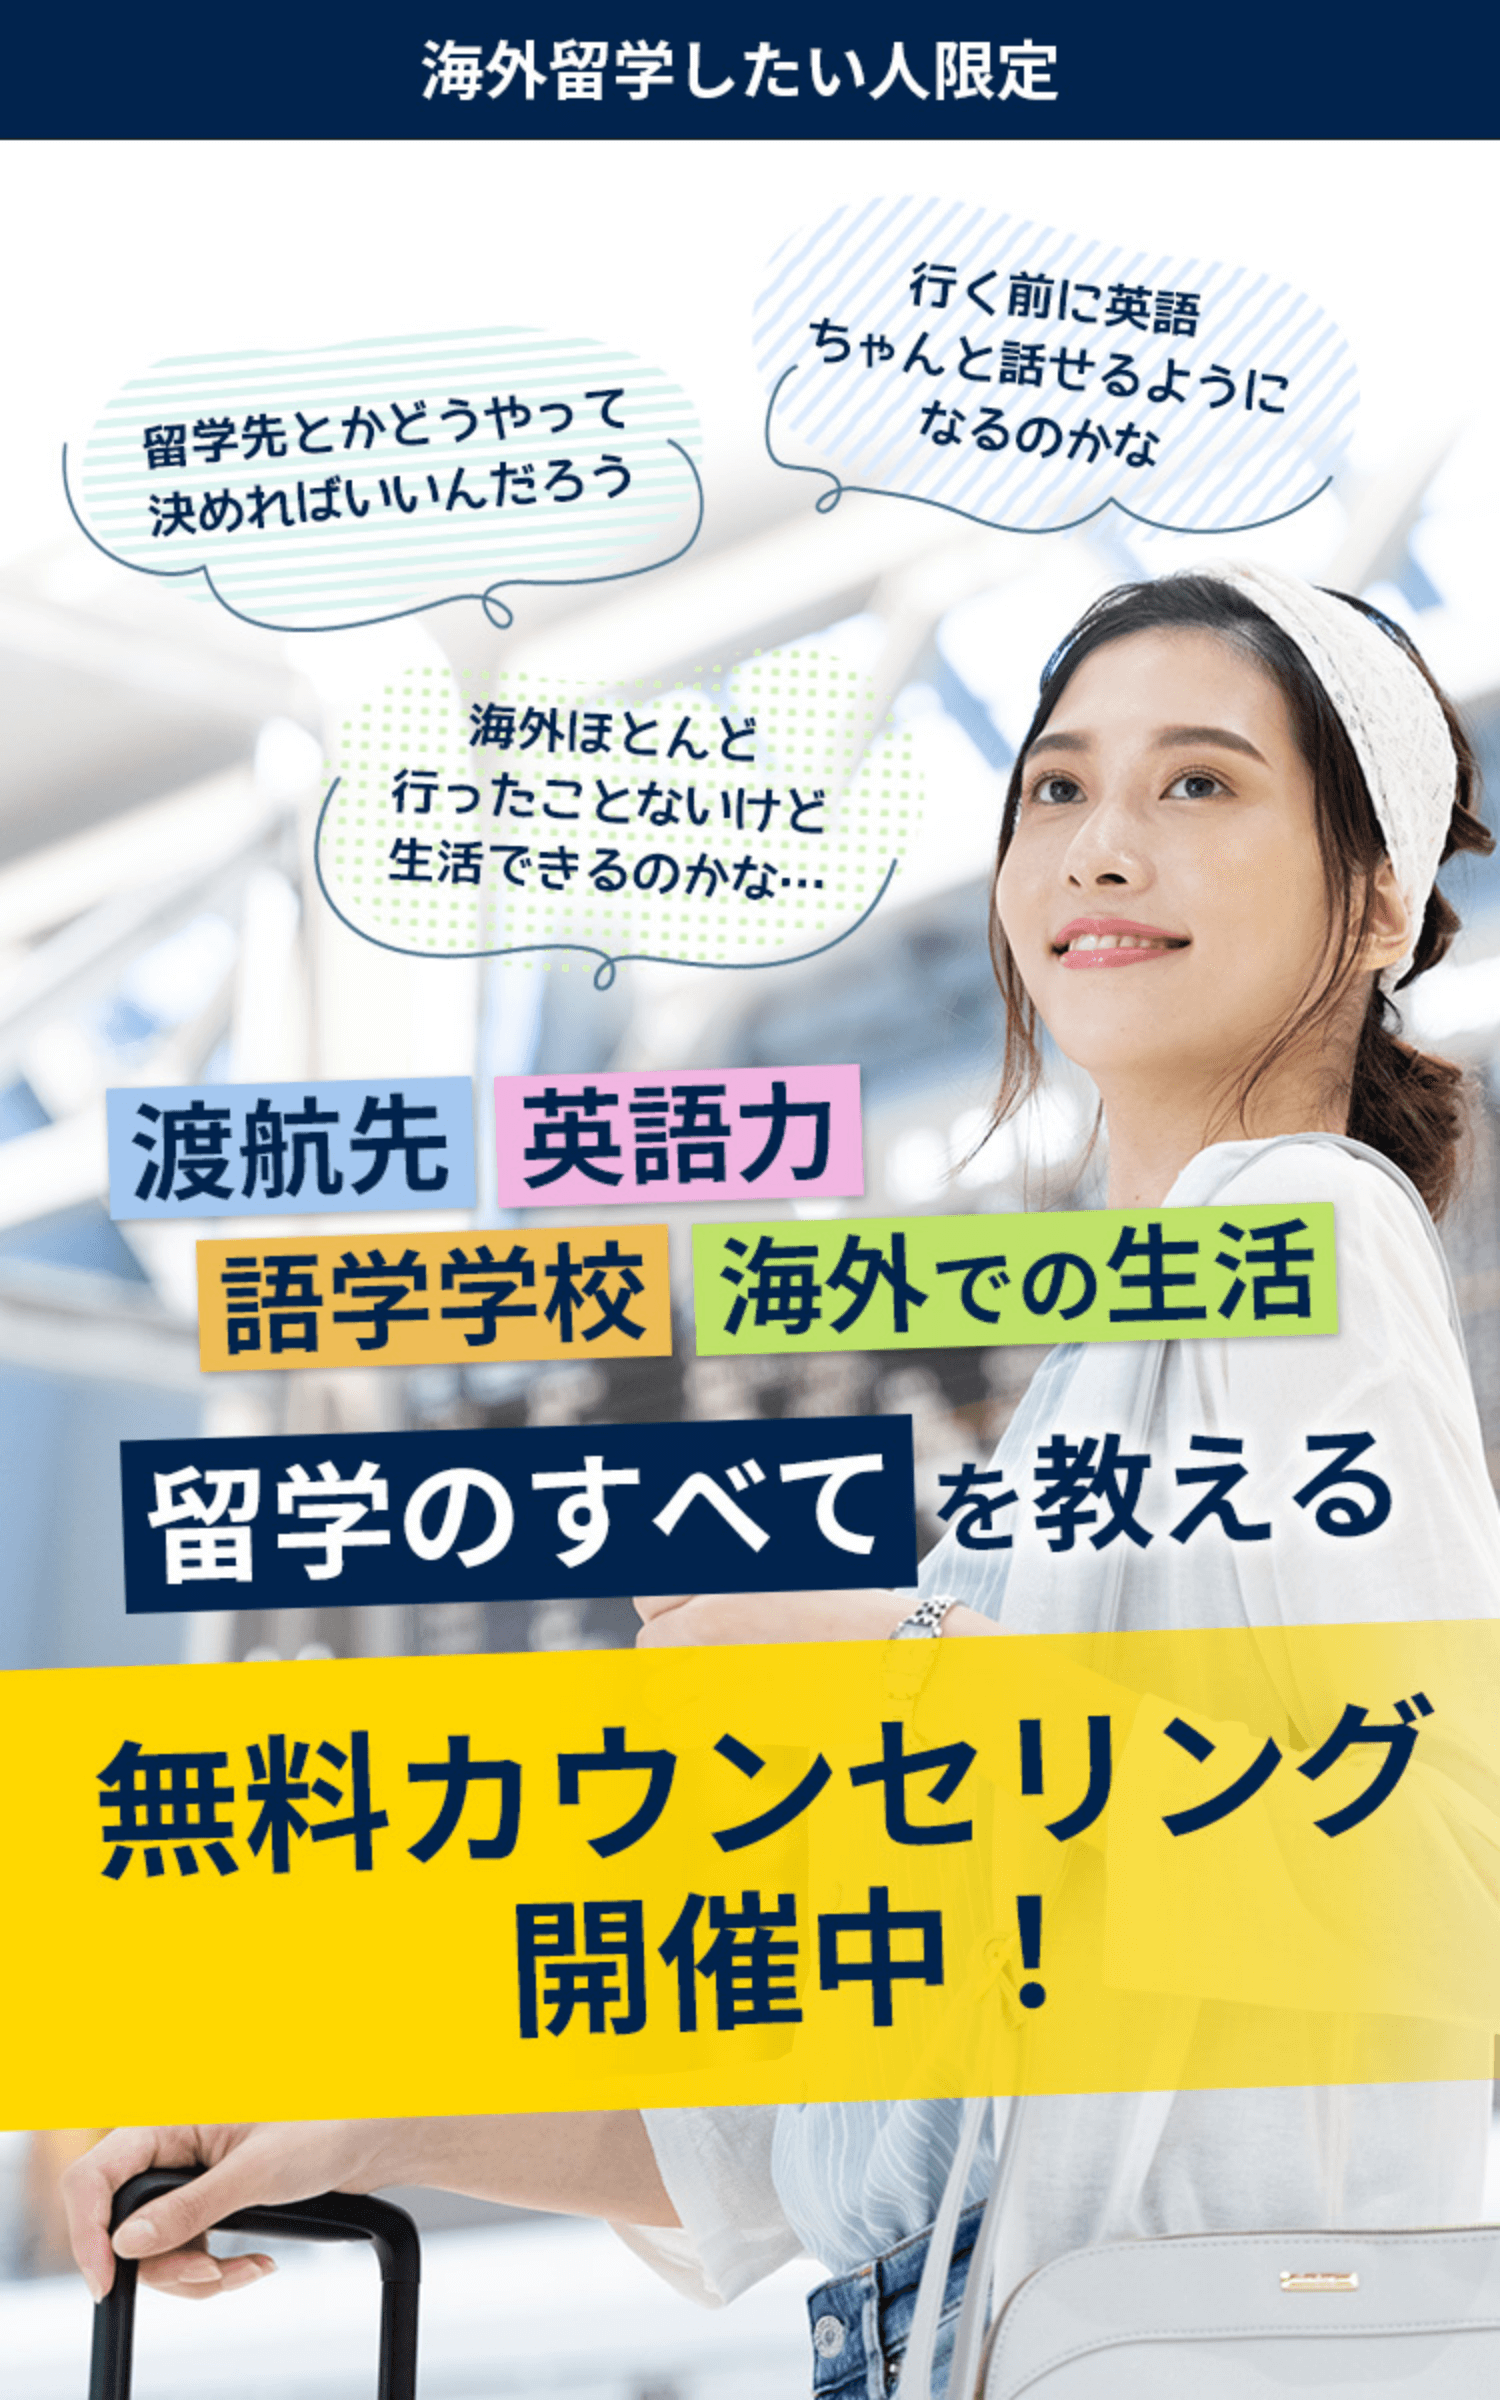 海外留学したい人限定
行く前に英語
ちゃんと話せるように
なるのかな
留学先とかどうやって
決めればいいんだろう
海外ほとんど
行ったことないけど
生活できるのかな…
渡航先 英語力
語学学校 海外での生活
留学のすべてを教える
無料カウンセリング
開催中！